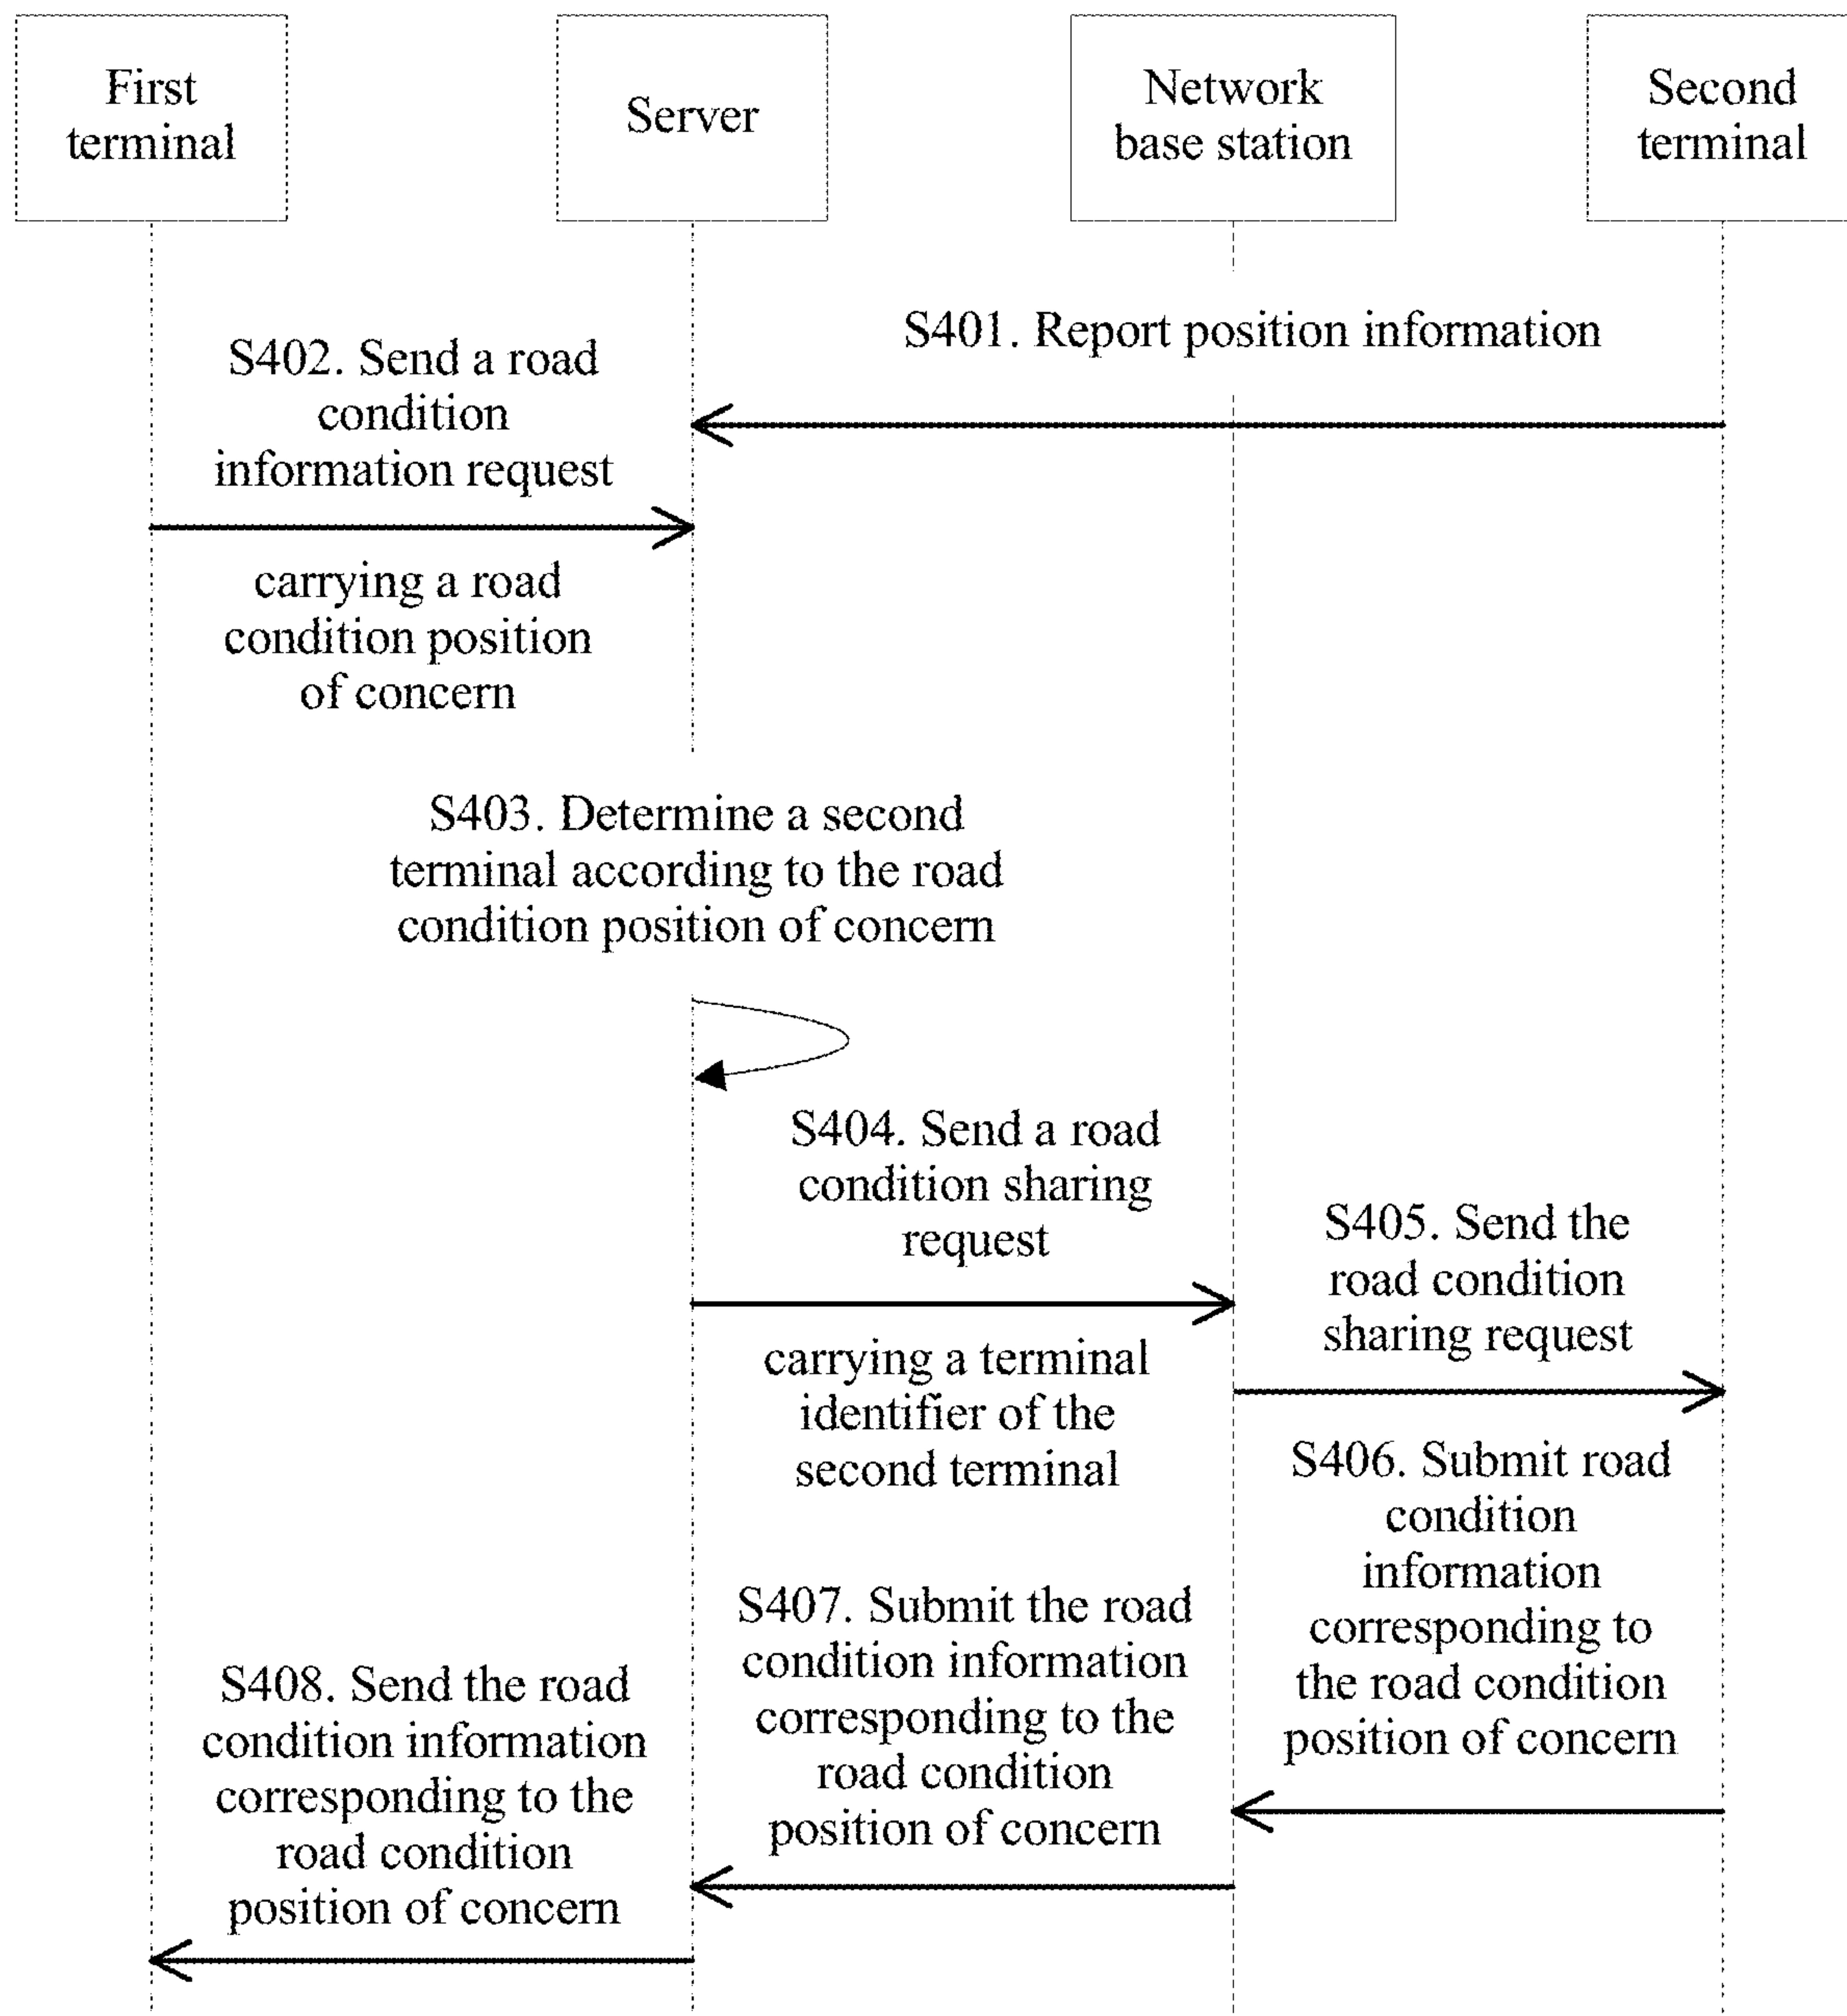 First
terminal
Server
Network
base station
Second
terminal
S401. Report position information
S402. Send a road
condition
information request
carrying a road
condition position
of concern
S403. Determine a second
terminal according to the road
condition position of concern
S404. Send a road
condition sharing
request
carrying a terminal
identifier of the
second terminal
S405. Send the
road condition
sharing request
S406. Submit road
condition
information
corresponding to
the road condition
position of concern
S407. Submit the road
condition information
corresponding to the
road condition
position of concern
S408. Send the road
condition information
corresponding to the
road condition
position of concern